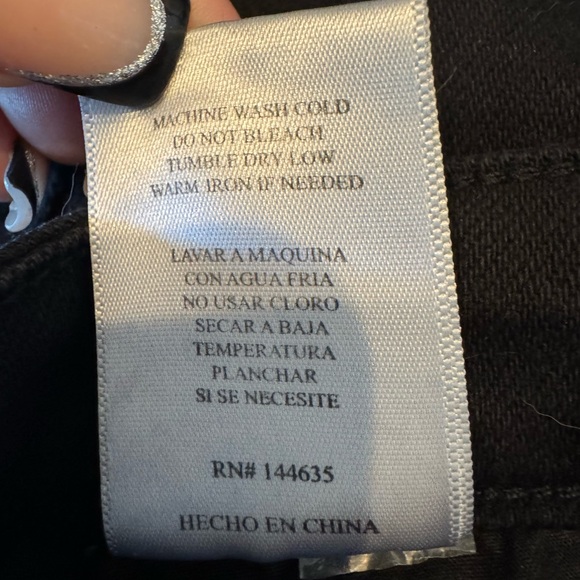 MACHINE WASH COLD
DO NOT BLEACH
TUMBLE DRY LOW
WARM IRON IF NEEDED
LAVAR A MAQUINA
CON AGUA FRIA
NO USAR CLORO
SECAR A BAJA
TEMPERATURA
PLANCHAR
SI SE NECESITE
RN# 144635
HECHO EN CHINA